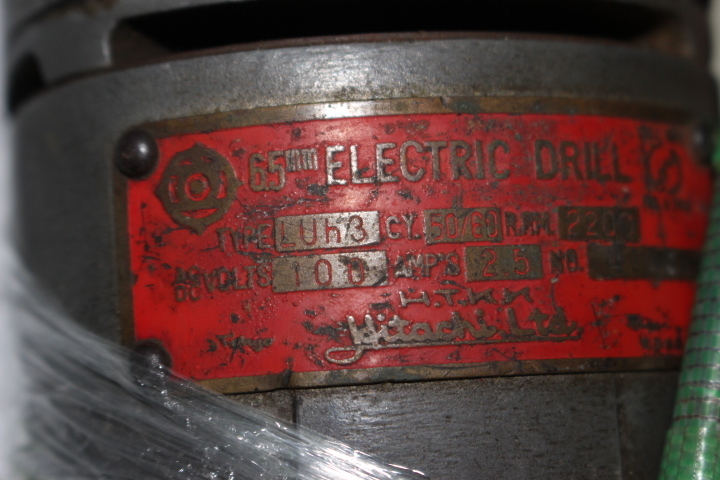 6.5mm ELECTRIC DRILL
TYPE LUh3 CY. 50/60 R.P.M. 2200
AC DC VOLTS 100 AMPS 2.5 NO.
H.T.K.K
Hitachi Ltd.